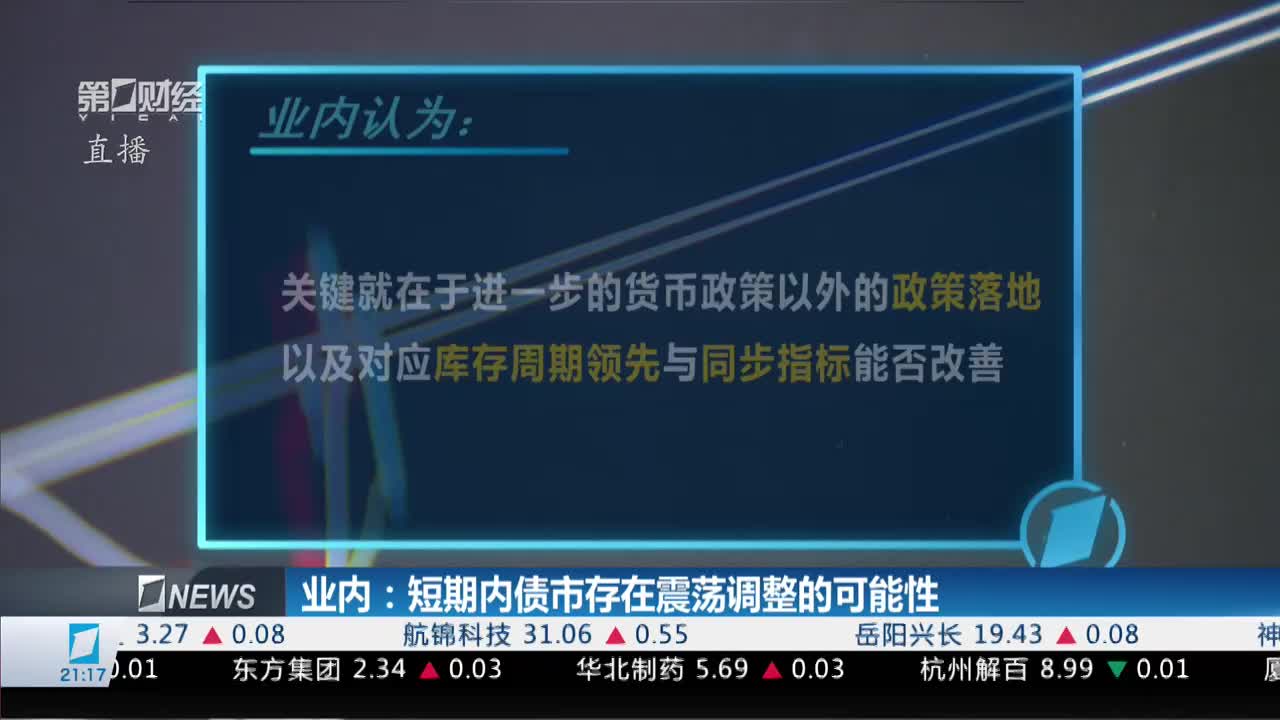 第一财经
YICAI
直播
业内认为：
关键就在于进一步的货币政策以外的政策落地
以及对应库存周期领先与同步指标能否改善
NEWS
业内：短期内债市存在震荡调整的可能性
3.27 ▲ 0.08 航锦科技 31.06 ▲ 0.55 岳阳兴长 19.43 ▲ 0.08 神
21:17
0.01 东方集团 2.34 ▲ 0.03 华北制药 5.69 ▲ 0.03 杭州解百 8.99 ▼ 0.01